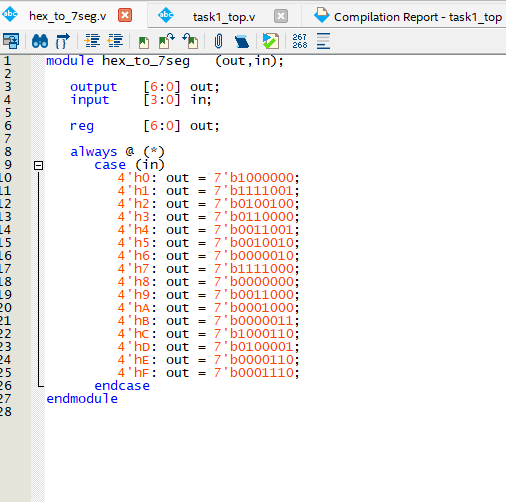 hex_to_7seg.v
task1_top.v
Compilation Report - task1_top
267
268
1 module hex_to_7seg (out,in);
2
3 output [6:0] out;
4 input [3:0] in;
5
6 reg [6:0] out;
7
8 always @ (*)
9 case (in)
10 4'h0: out = 7'b1000000;
11 4'h1: out = 7'b1111001;
12 4'h2: out = 7'b0100100;
13 4'h3: out = 7'b0110000;
14 4'h4: out = 7'b0011001;
15 4'h5: out = 7'b0010010;
16 4'h6: out = 7'b0000010;
17 4'h7: out = 7'b1111000;
18 4'h8: out = 7'b0000000;
19 4'h9: out = 7'b0011000;
20 4'hA: out = 7'b0001000;
21 4'hB: out = 7'b0000011;
22 4'hC: out = 7'b1000110;
23 4'hD: out = 7'b0100001;
24 4'hE: out = 7'b0000110;
25 4'hF: out = 7'b0001110;
26 endcase
27 endmodule
28